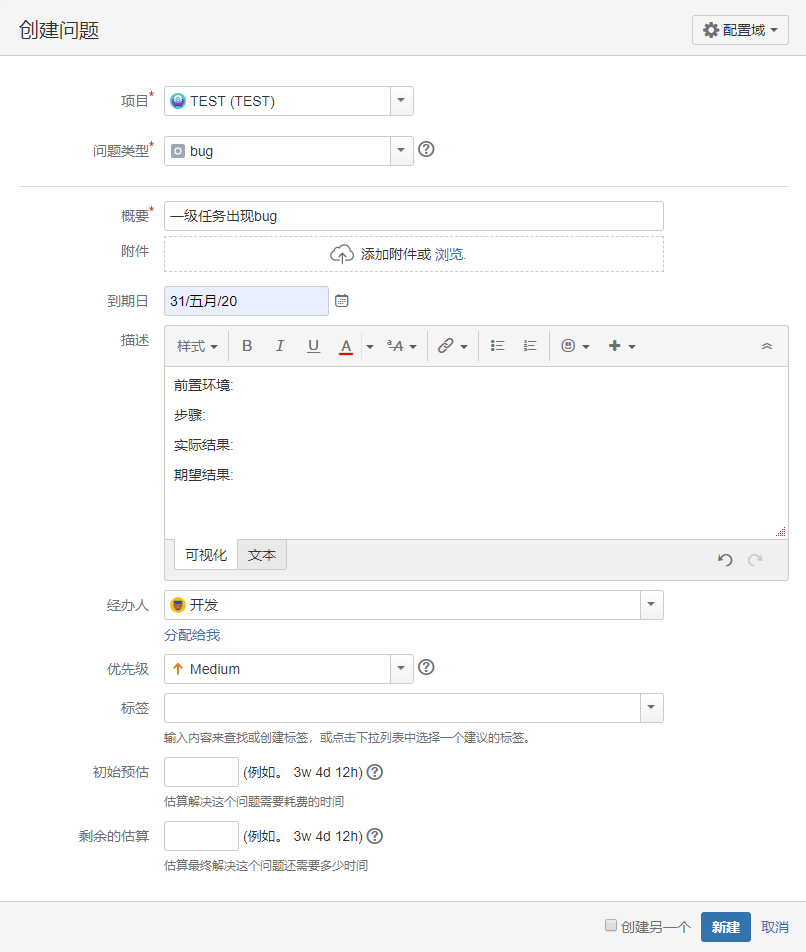 创建问题
配置域
项目*
TEST (TEST)
问题类型*
bug
概要*
一级任务出现bug
附件
添加附件或 浏览.
到期日
31/五月/20
描述
样式
B I U A ªA
前置环境:
步骤:
实际结果:
期望结果:
可视化
文本
经办人
开发
分配给我
优先级
Medium
标签
输入内容来查找或创建标签，或点击下拉列表中选择一个建议的标签。
初始预估
(例如。 3w 4d 12h)
估算解决这个问题需要耗费的时间
剩余的估算
(例如。 3w 4d 12h)
估算最终解决这个问题还需要多少时间
创建另一个
新建
取消